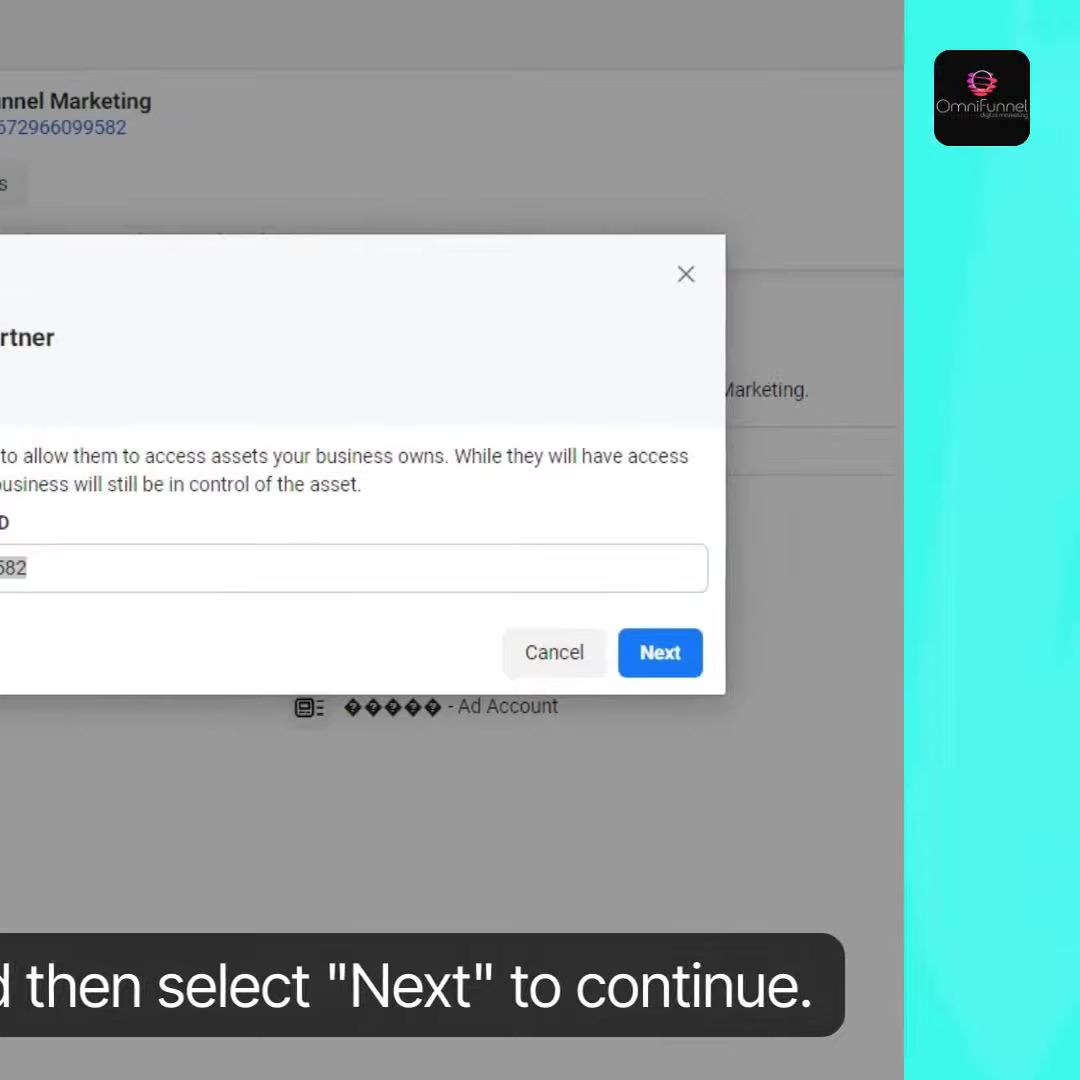 nnel Marketing
672966099582
s
OmniFunnel
digital marketing
rtner
Marketing.
to allow them to access assets your business owns. While they will have access
business will still be in control of the asset.
D
582
Cancel
Next
����� - Ad Account
d then select "Next" to continue.